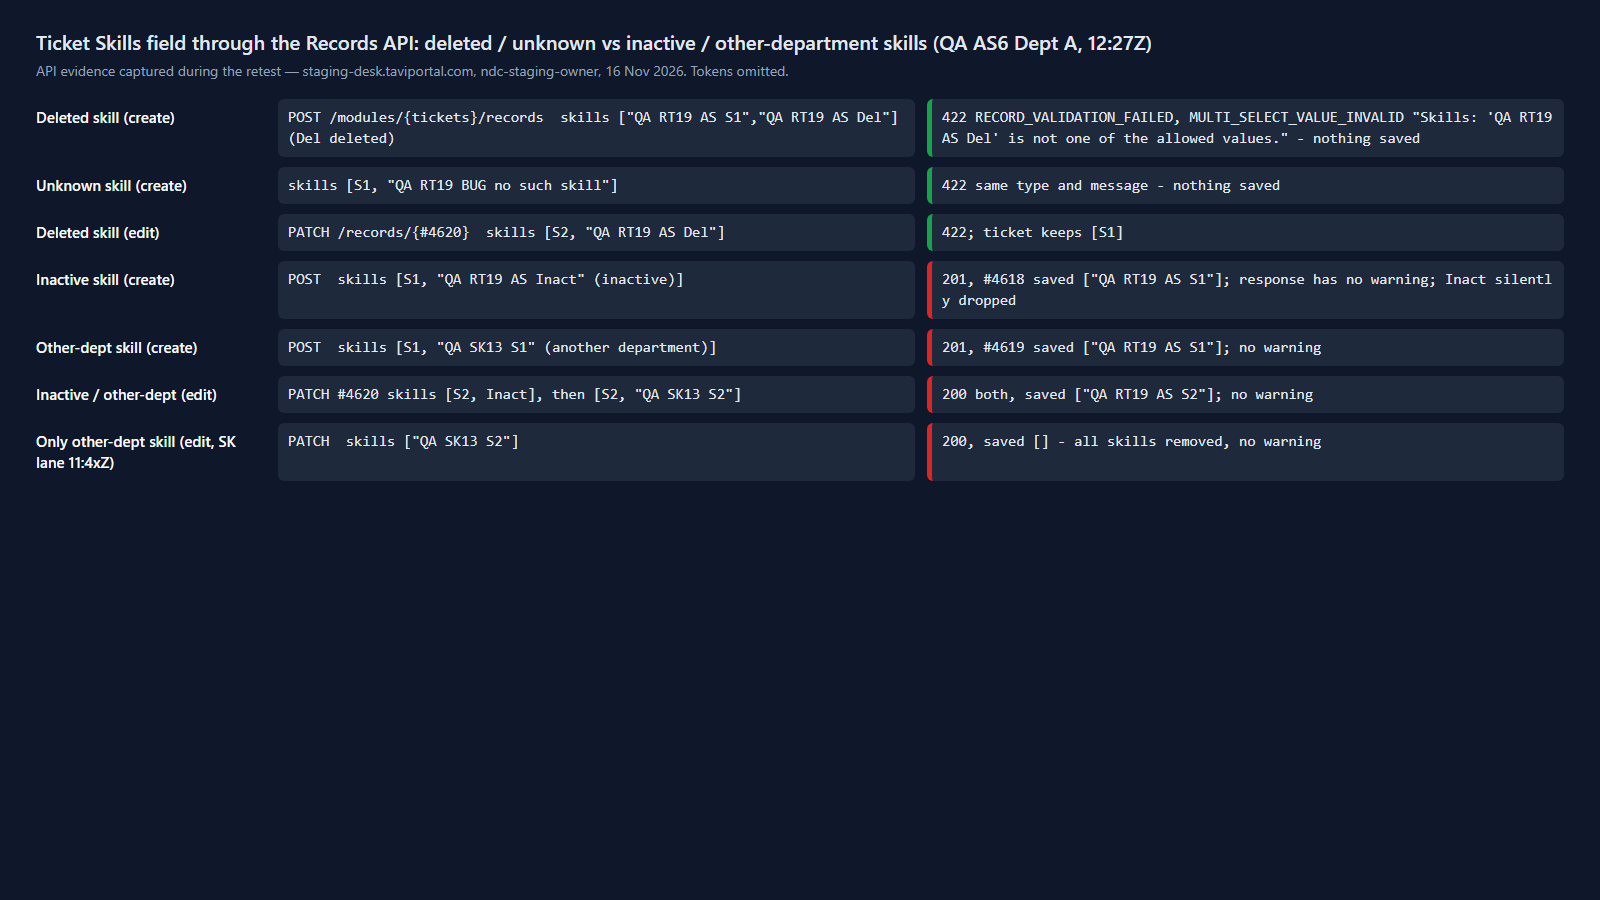 Ticket Skills field through the Records API: deleted / unknown vs inactive / other-department skills (QA AS6 Dept A, 12:27Z)
API evidence captured during the retest — staging-desk.taviportal.com, ndc-staging-owner, 16 Nov 2026. Tokens omitted.
Deleted skill (create)
POST /modules/{tickets}/records  skills ["QA RT19 AS S1","QA RT19 AS Del"]
(Del deleted)
422 RECORD_VALIDATION_FAILED, MULTI_SELECT_VALUE_INVALID "Skills: 'QA RT19
AS Del' is not one of the allowed values." - nothing saved
Unknown skill (create)
skills [S1, "QA RT19 BUG no such skill"]
422 same type and message - nothing saved
Deleted skill (edit)
PATCH /records/{#4620}  skills [S2, "QA RT19 AS Del"]
422; ticket keeps [S1]
Inactive skill (create)
POST  skills [S1, "QA RT19 AS Inact" (inactive)]
201, #4618 saved ["QA RT19 AS S1"]; response has no warning; Inact silentl
y dropped
Other-dept skill (create)
POST  skills [S1, "QA SK13 S1" (another department)]
201, #4619 saved ["QA RT19 AS S1"]; no warning
Inactive / other-dept (edit)
PATCH #4620 skills [S2, Inact], then [S2, "QA SK13 S2"]
200 both, saved ["QA RT19 AS S2"]; no warning
Only other-dept skill (edit, SK
lane 11:4xZ)
PATCH  skills ["QA SK13 S2"]
200, saved [] - all skills removed, no warning